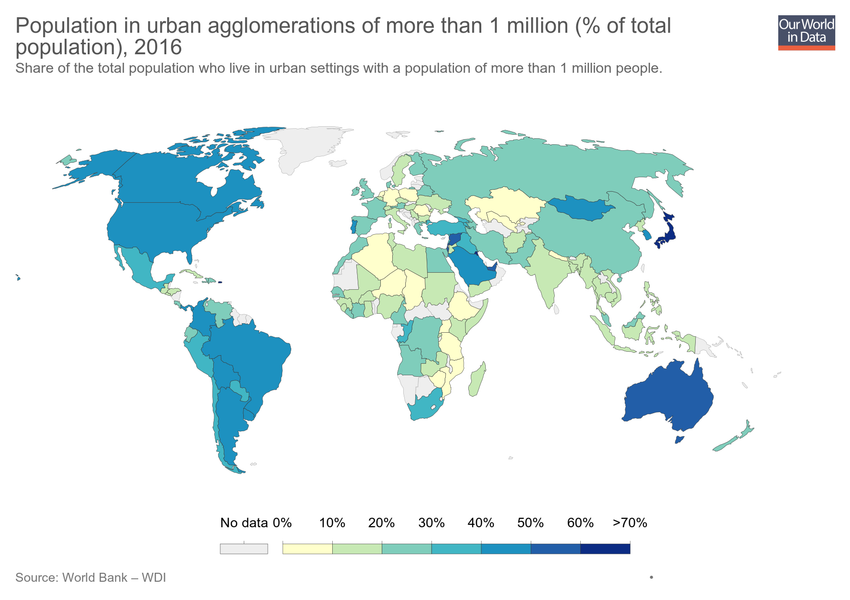 Population in urban agglomerations of more than 1 million (% of total
population), 2016
Our World
in Data
Share of the total population who live in urban settings with a population of more than 1 million people.
No data 0% 10% 20% 30% 40% 50% 60% >70%
Source: World Bank – WDI